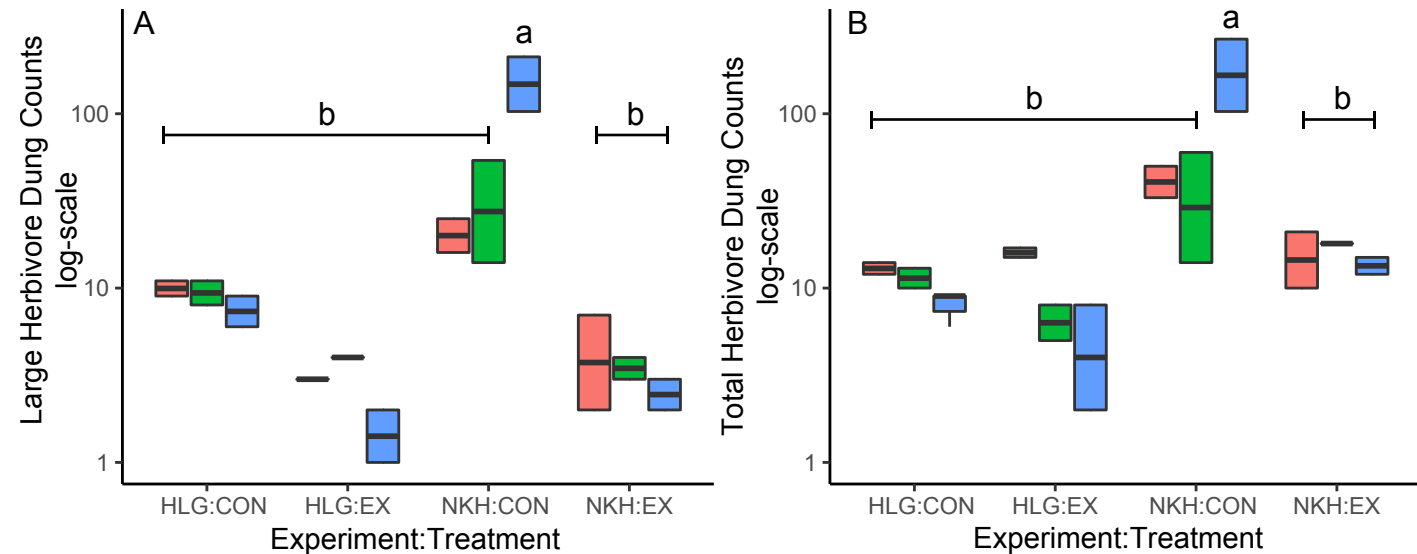 A
a
b
b
100
10
1
Large Herbivore Dung Counts
log-scale
HLG:CON HLG:EX NKH:CON NKH:EX
Experiment:Treatment
B
a
b
b
100
10
1
Total Herbivore Dung Counts
log-scale
HLG:CON HLG:EX NKH:CON NKH:EX
Experiment:Treatment